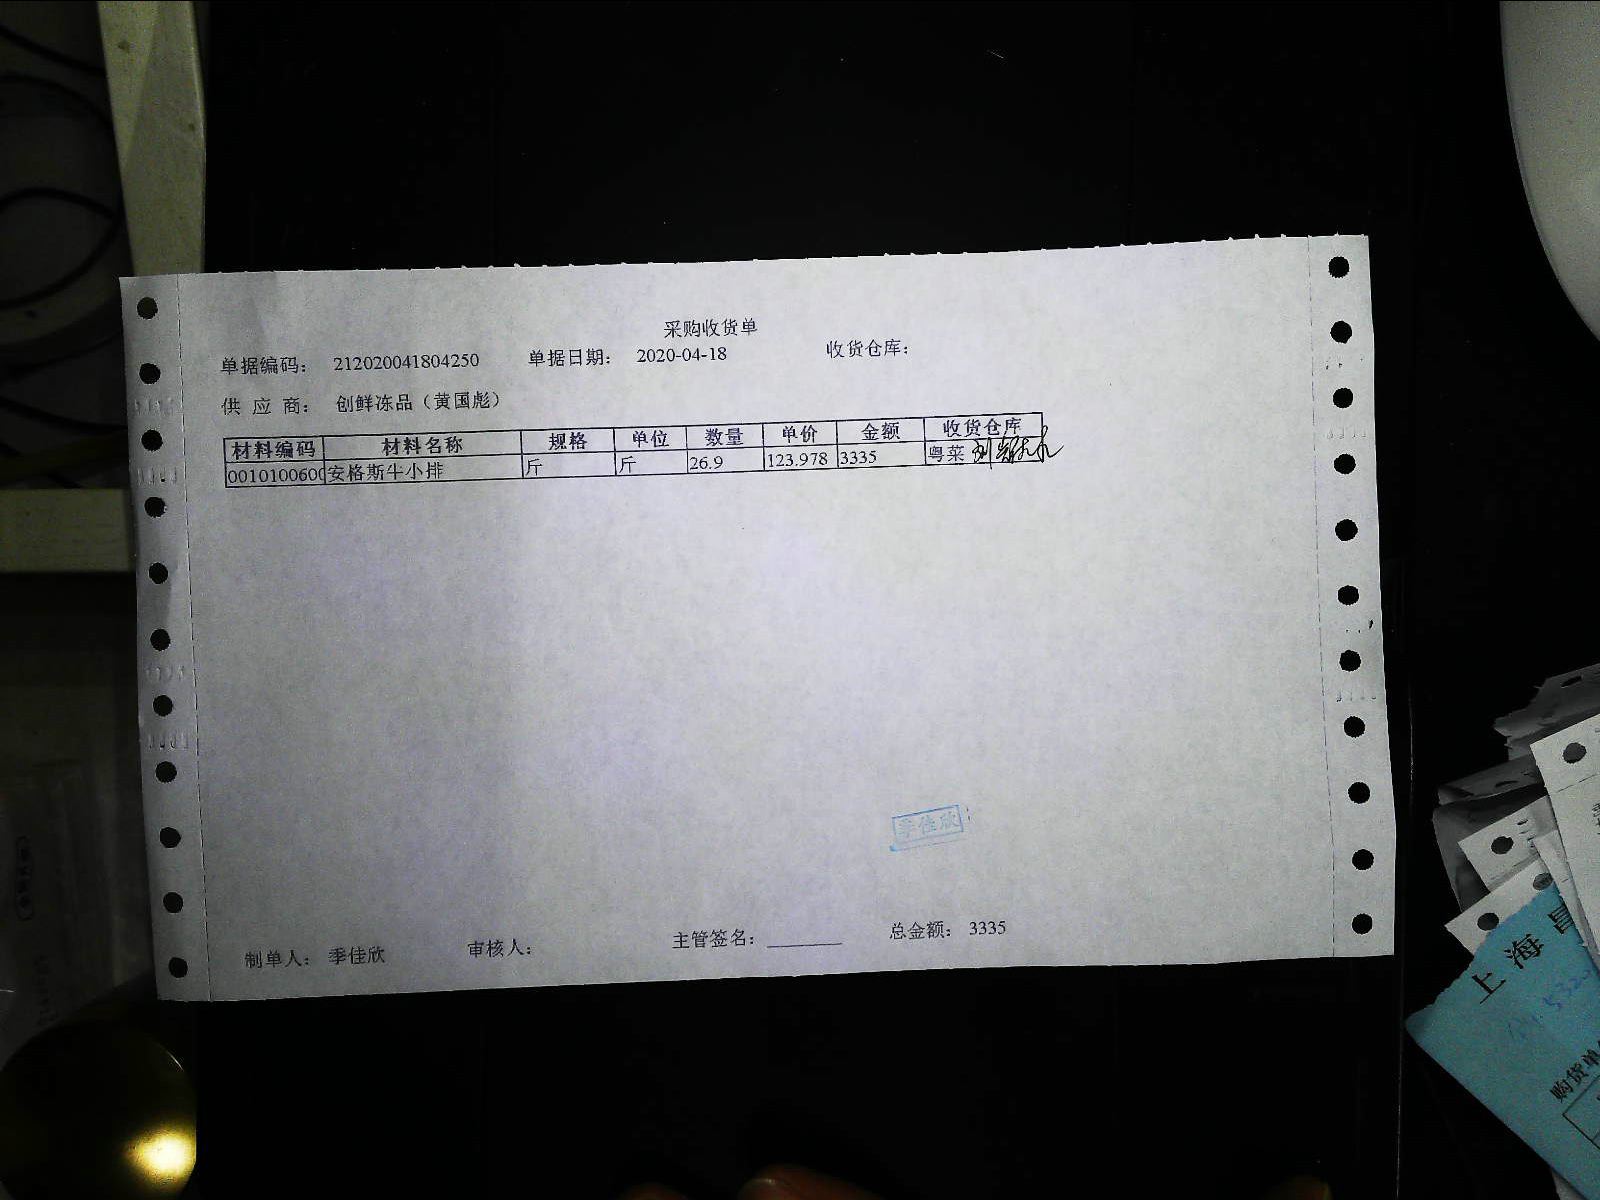 采购收货单
单据编码： 212020041804250 单据日期： 2020-04-18 收货仓库：
供 应 商： 创鲜冻品（黄国彪）
材料编码 材料名称 规格 单位 数量 单价 金额 收货仓库
0010100600 安格斯牛小排 斤 斤 26.9 123.978 3335 粤菜
季佳欣
制单人： 季佳欣 审核人： 主管签名： 总金额： 3335
上海
购货单